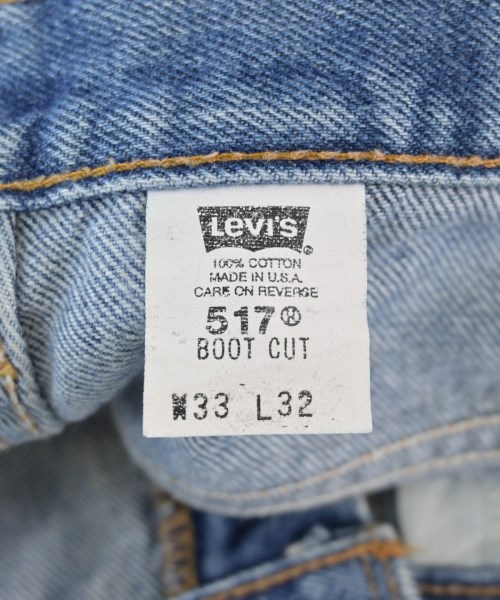 Levi's ®
100% COTTON
MADE IN U.S.A.
CARE ON REVERSE
517®
BOOT CUT
W33 L32